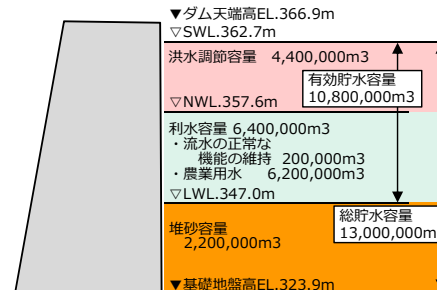 ▼ダム天端高EL.366.9m
▽SWL.362.7m
洪水調節容量 4,400,000m3
有効貯水容量
10,800,000m3
▽NWL.357.6m
利水容量 6,400,000m3
・流水の正常な
機能の維持 200,000m3
・農業用水 6,200,000m3
▽LWL.347.0m
総貯水容量
13,000,000m3
堆砂容量
2,200,000m3
▼基礎地盤高EL.323.9m